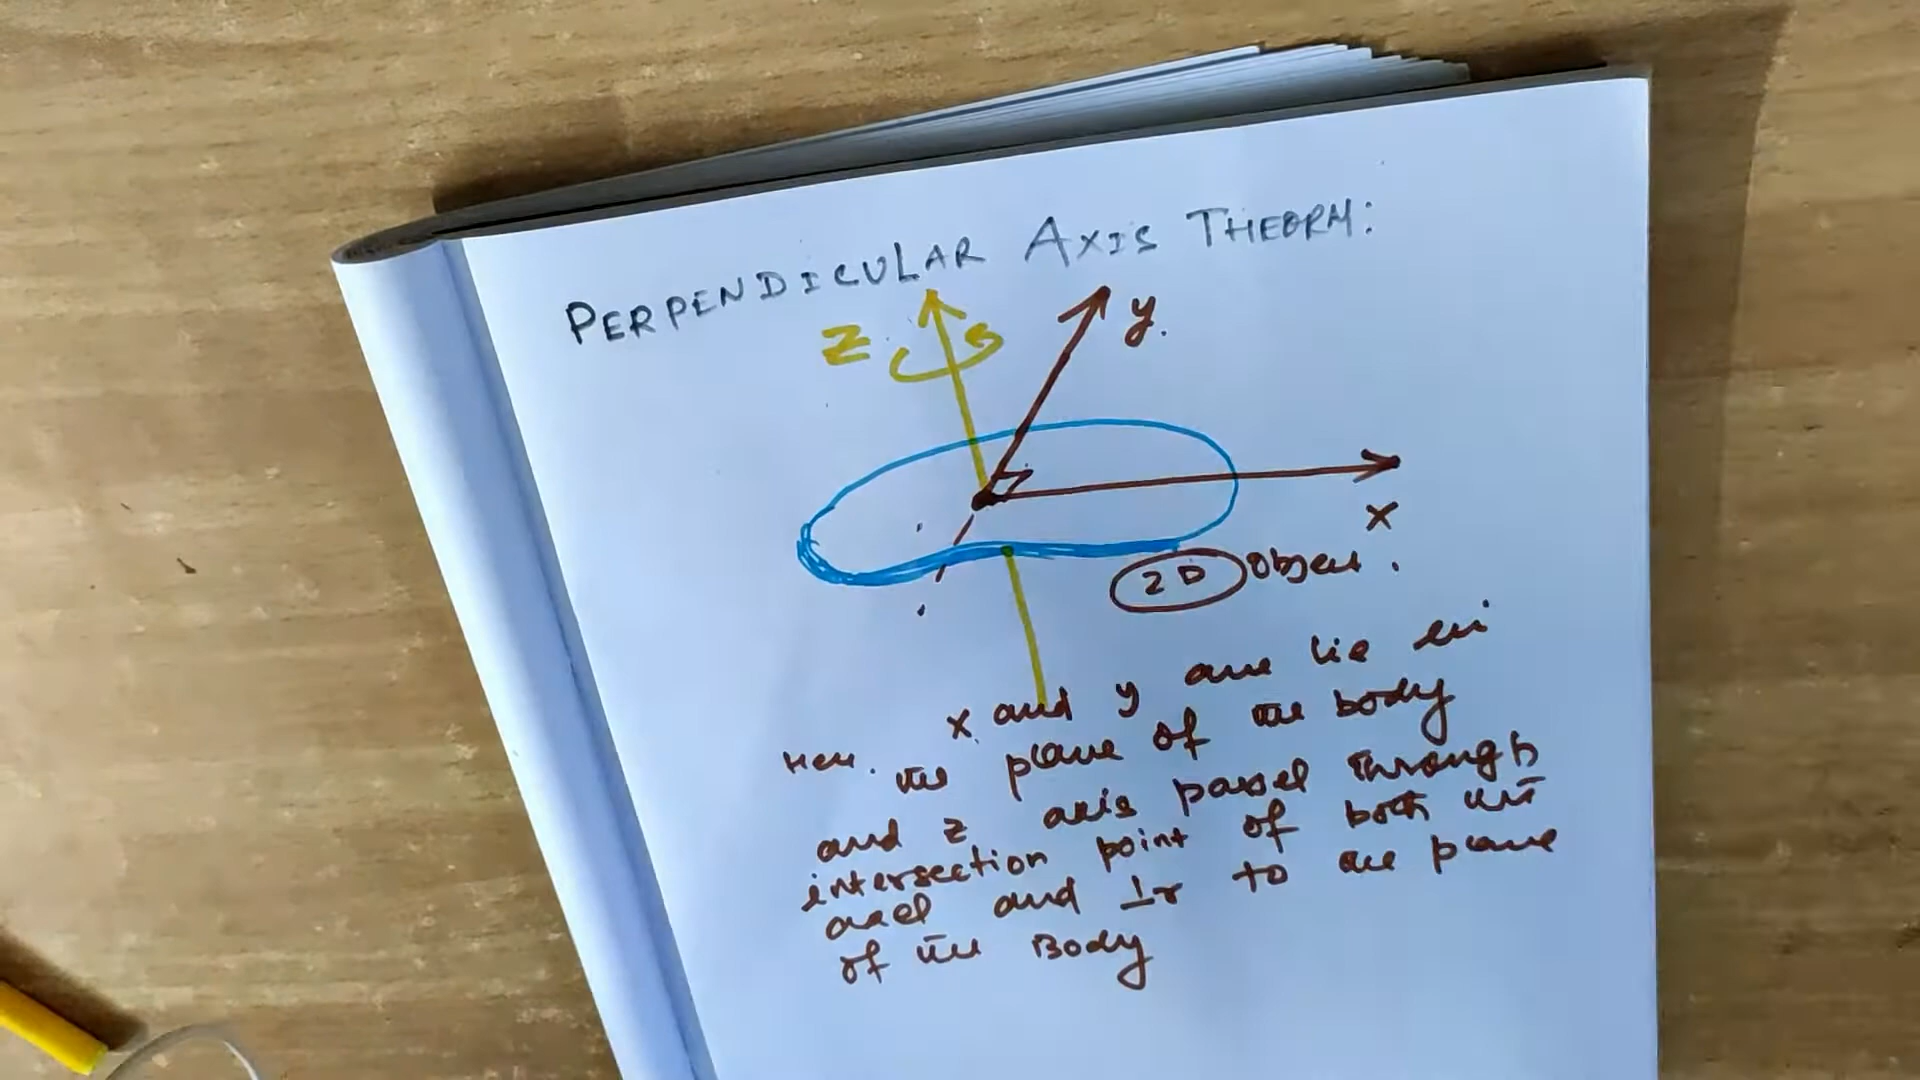 PERPENDICULAR AXIS THEORM:
Z
y.
x
2D Object.
Here. x and y are lie in
the plane of the body
and z axis passes through
intersection point of both the
axes and ⊥r to the plane
of the Body